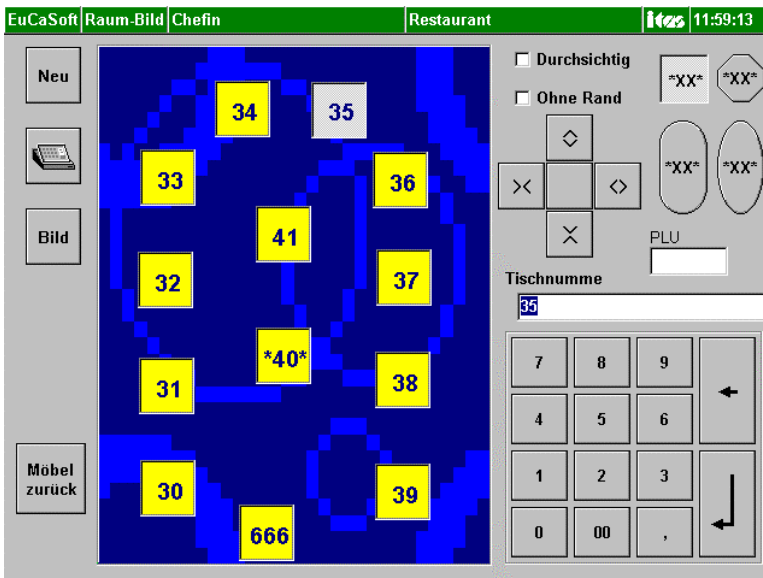 EuCaSoft Raum-Bild Chefin Restaurant itos 11:59:13
Neu
Bild
Möbel
zurück
34 35
33 36
41
32 37
*40*
31 38
30 39
666
Durchsichtig
Ohne Rand
*XX* *XX*
*XX* *XX*
PLU
Tischnumme
35
7 8 9
4 5 6
1 2 3
0 00 ,